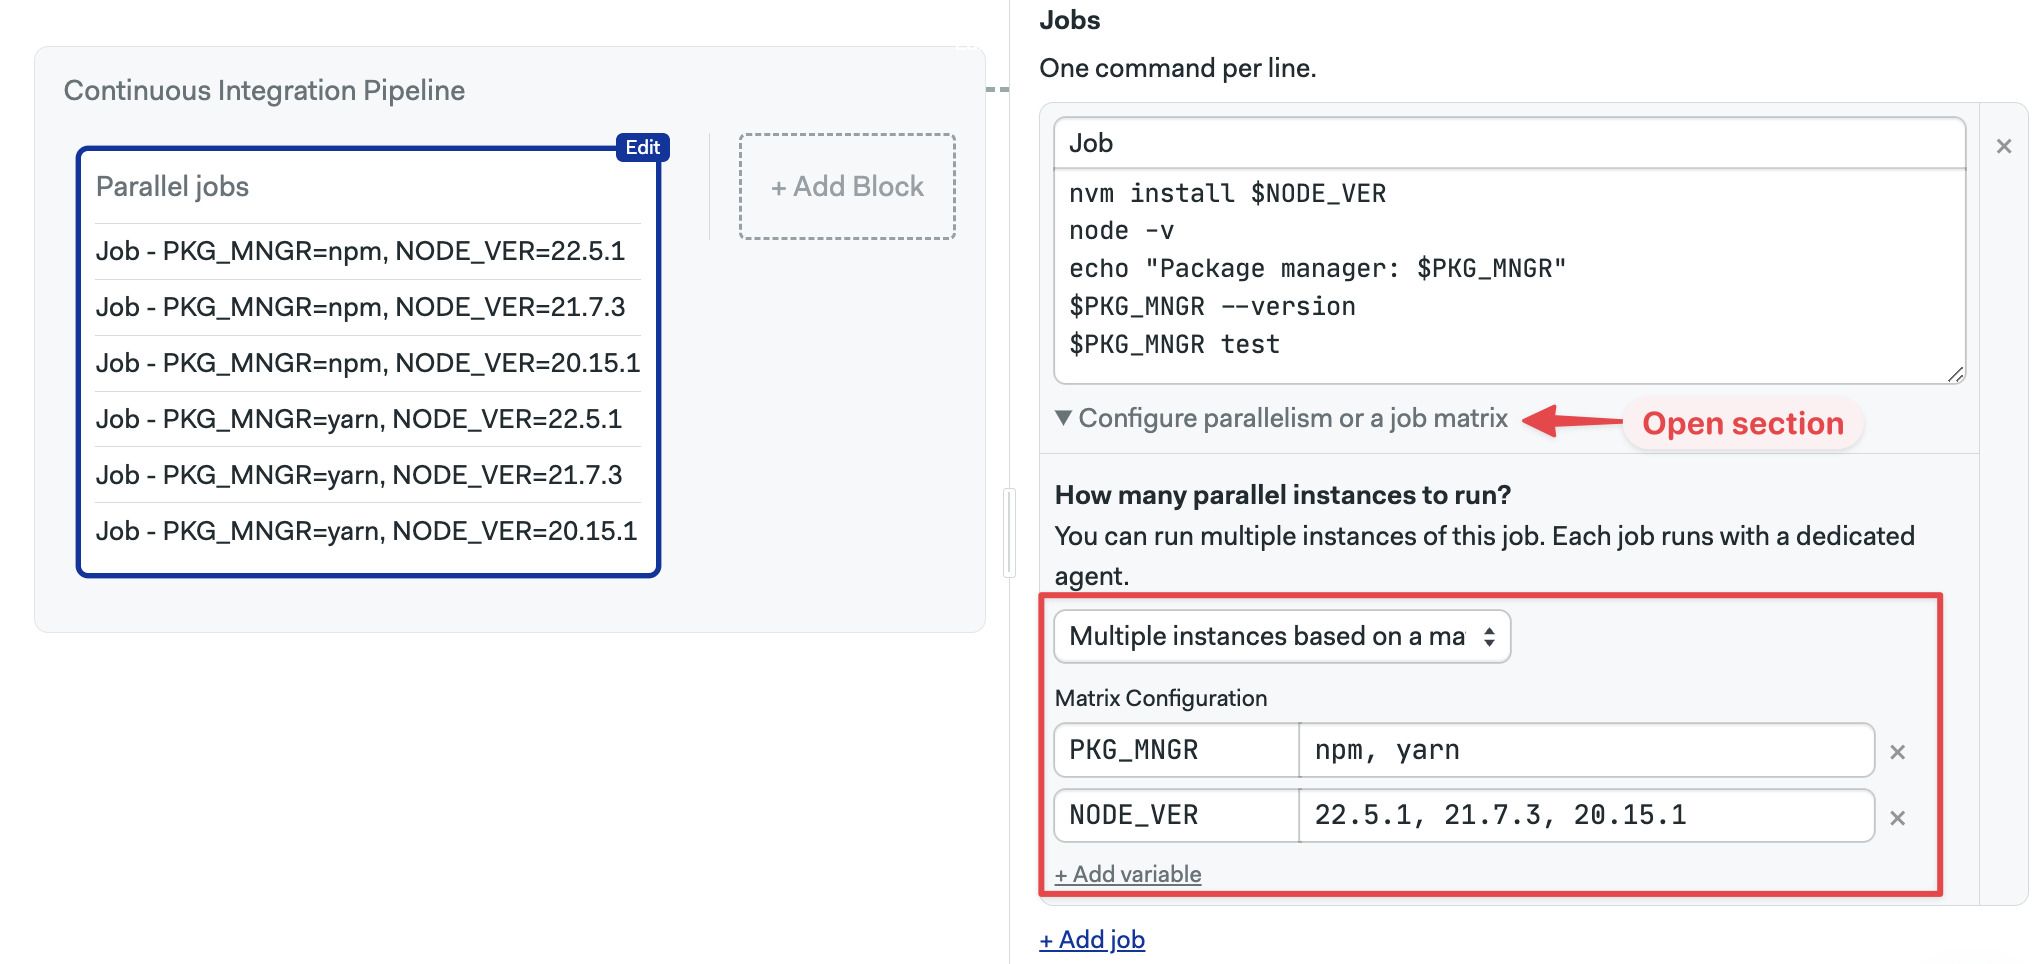 Continuous Integration Pipeline
Edit
Parallel jobs
Job - PKG_MNGR=npm, NODE_VER=22.5.1
Job - PKG_MNGR=npm, NODE_VER=21.7.3
Job - PKG_MNGR=npm, NODE_VER=20.15.1
Job - PKG_MNGR=yarn, NODE_VER=22.5.1
Job - PKG_MNGR=yarn, NODE_VER=21.7.3
Job - PKG_MNGR=yarn, NODE_VER=20.15.1
+ Add Block
Jobs
One command per line.
Job
nvm install $NODE_VER
node -v
echo "Package manager: $PKG_MNGR"
$PKG_MNGR --version
$PKG_MNGR test
▼ Configure parallelism or a job matrix
Open section
How many parallel instances to run?
You can run multiple instances of this job. Each job runs with a dedicated
agent.
Multiple instances based on a ma
Matrix Configuration
PKG_MNGR npm, yarn
NODE_VER 22.5.1, 21.7.3, 20.15.1
+ Add variable
+ Add job